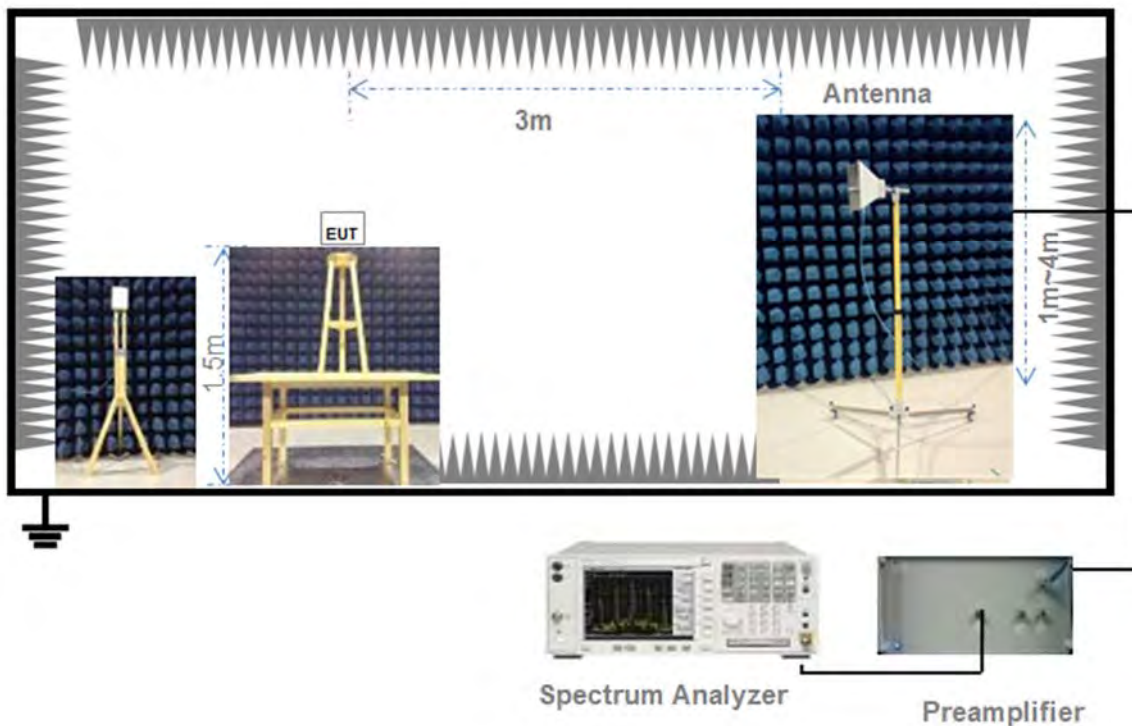 Antenna
3m
EUT
1.5m
1m~4m
Spectrum Analyzer
Preamplifier